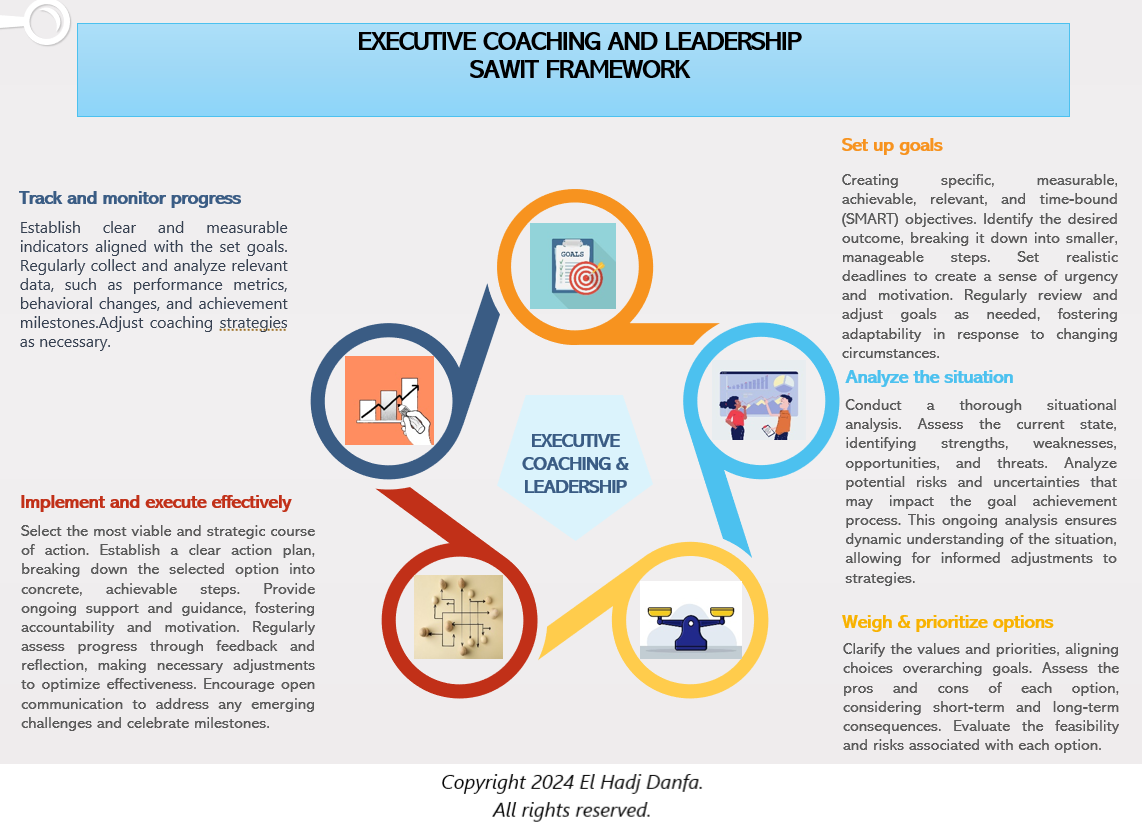 EXECUTIVE COACHING AND LEADERSHIP
SAWIT FRAMEWORK
Set up goals
Creating specific, measurable,
achievable, relevant, and time-bound
(SMART) objectives. Identify the desired
outcome, breaking it down into smaller,
manageable steps. Set realistic
deadlines to create a sense of urgency
and motivation. Regularly review and
adjust goals as needed, fostering
adaptability in response to changing
circumstances.
Analyze the situation
Conduct a thorough situational
analysis. Assess the current state,
identifying strengths, weaknesses,
opportunities, and threats. Analyze
potential risks and uncertainties that
may impact the goal achievement
process. This ongoing analysis ensures
dynamic understanding of the situation,
allowing for informed adjustments to
strategies.
Weigh & prioritize options
Clarify the values and priorities, aligning
choices overarching goals. Assess the
pros and cons of each option,
considering short-term and long-term
consequences. Evaluate the feasibility
and risks associated with each option.
Implement and execute effectively
Select the most viable and strategic course
of action. Establish a clear action plan,
breaking down the selected option into
concrete, achievable steps. Provide
ongoing support and guidance, fostering
accountability and motivation. Regularly
assess progress through feedback and
reflection, making necessary adjustments
to optimize effectiveness. Encourage open
communication to address any emerging
challenges and celebrate milestones.
Track and monitor progress
Establish clear and measurable
indicators aligned with the set goals.
Regularly collect and analyze relevant
data, such as performance metrics,
behavioral changes, and achievement
milestones.Adjust coaching strategies
as necessary.
GOALS
EXECUTIVE
COACHING &
LEADERSHIP
Copyright 2024 El Hadj Danfa.
All rights reserved.